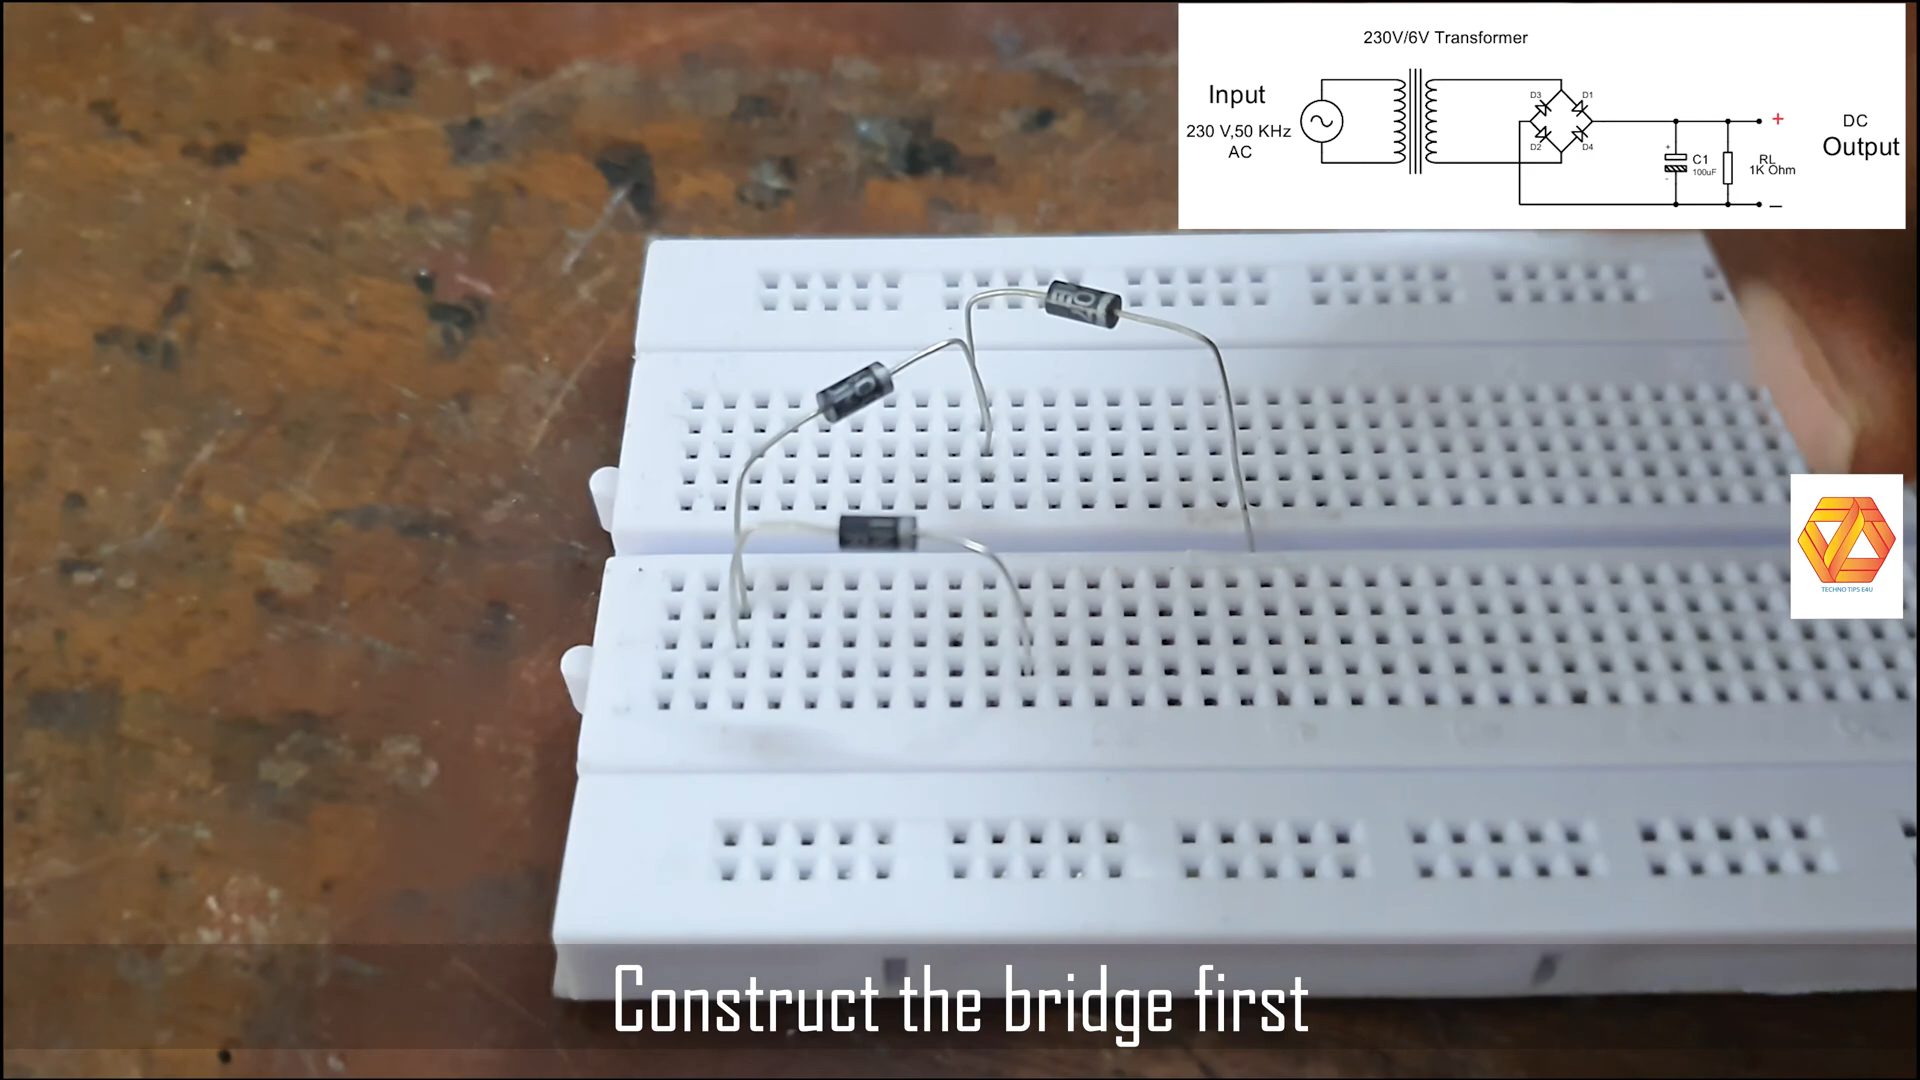 230V/6V Transformer
Input
230 V,50 KHz
AC
D3
D1
D2
D4
+
C1
100uF
-
RL
1K Ohm
+
DC
Output
–
TECHNO TIPS E4U
Construct the bridge first